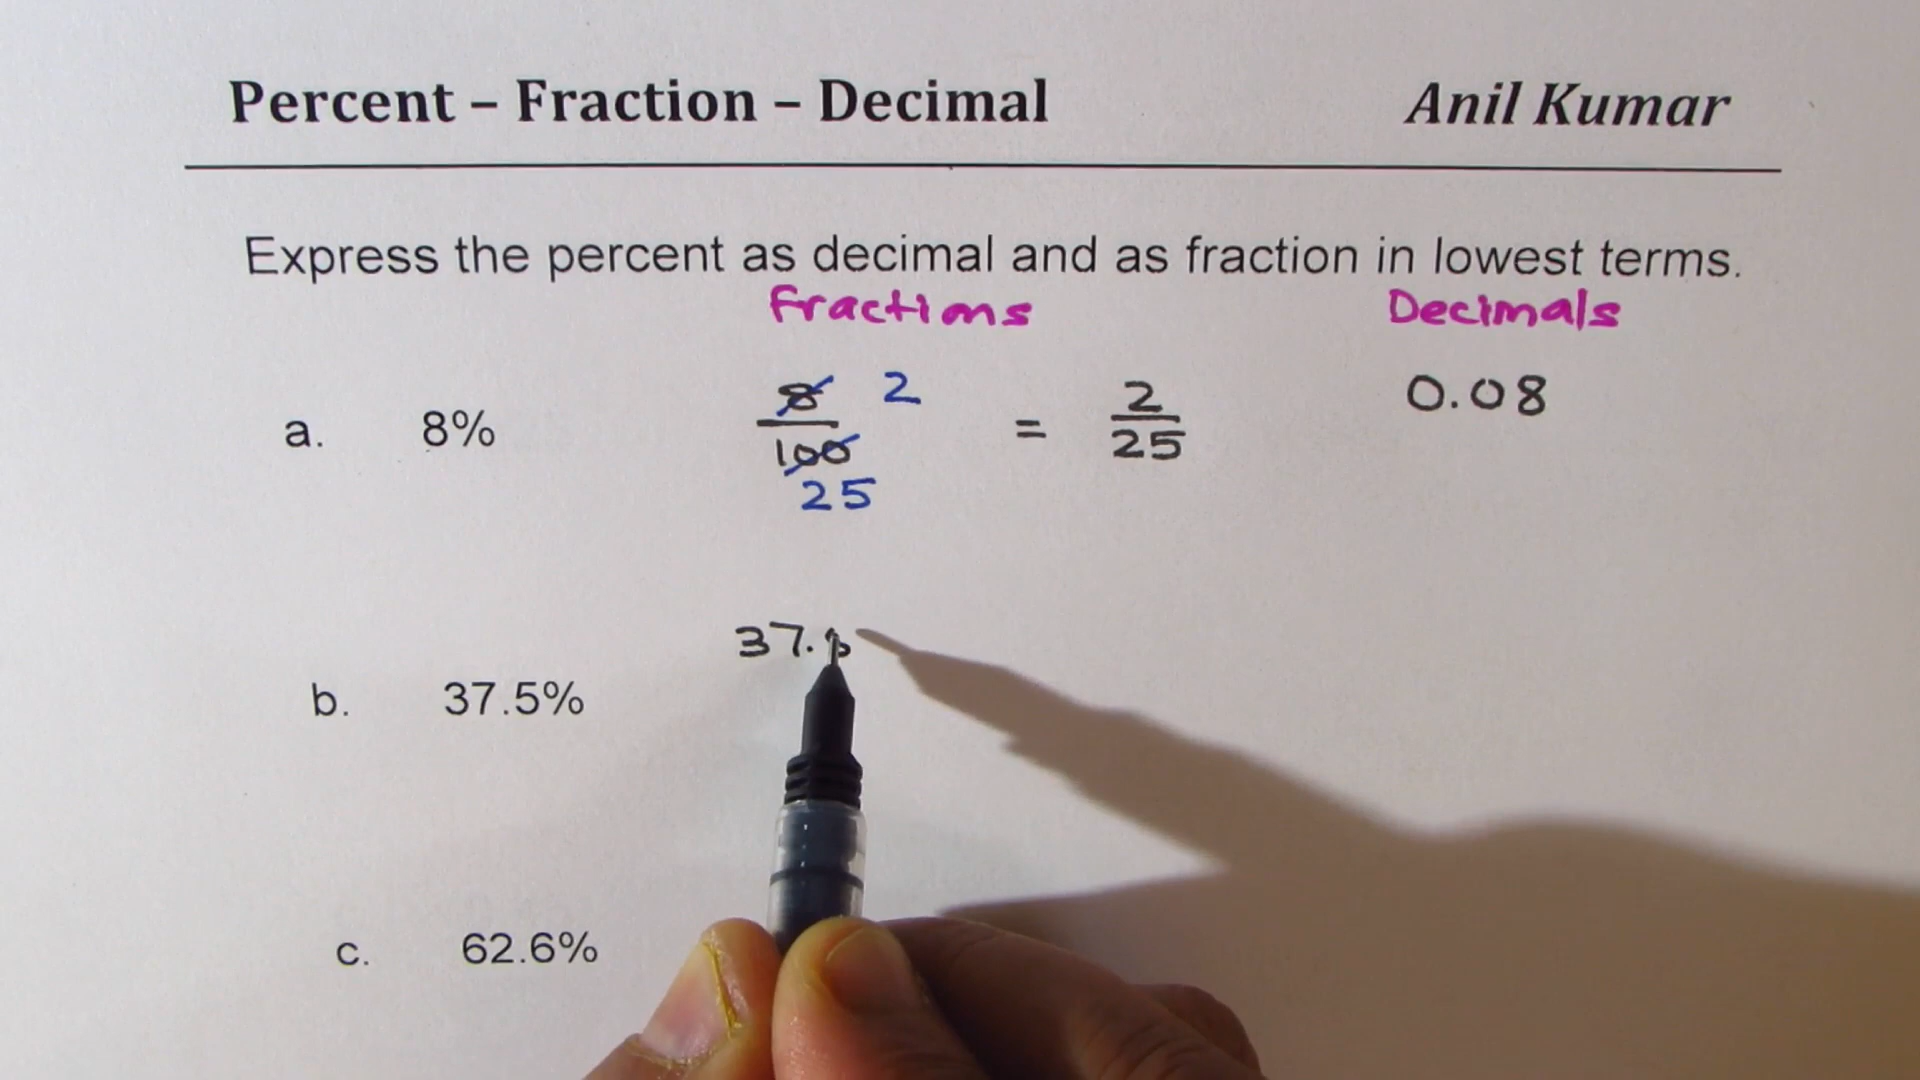 Percent – Fraction – Decimal Anil Kumar
Express the percent as decimal and as fraction in lowest terms.
Fractions Decimals
a. 8% 8/100 2 25 = 2/25 0.08
37.
b. 37.5%
c. 62.6%